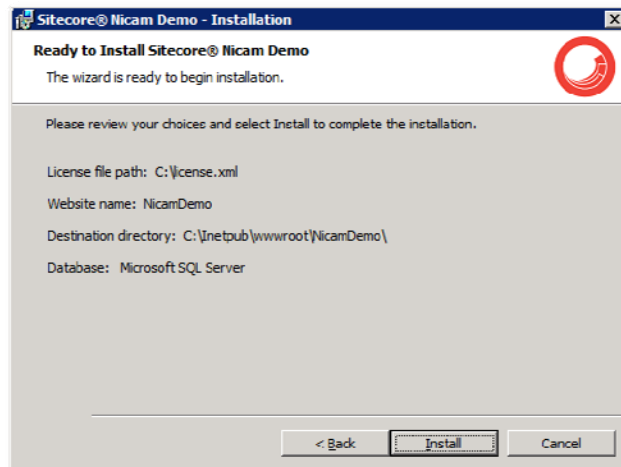 Sitecore® Nicam Demo - Installation
Ready to Install Sitecore® Nicam Demo
The wizard is ready to begin installation.
Please review your choices and select Install to complete the installation.
License file path: C:\license.xml
Website name: NicamDemo
Destination directory: C:\Inetpub\wwwroot\NicamDemo\
Database: Microsoft SQL Server
< Back Install Cancel